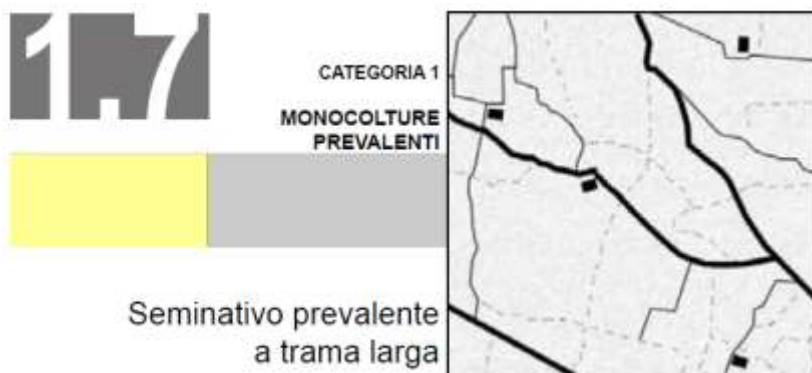 1.7
CATEGORIA 1
MONOCOLTURE
PREVALENTI
Seminativo prevalente
a trama larga